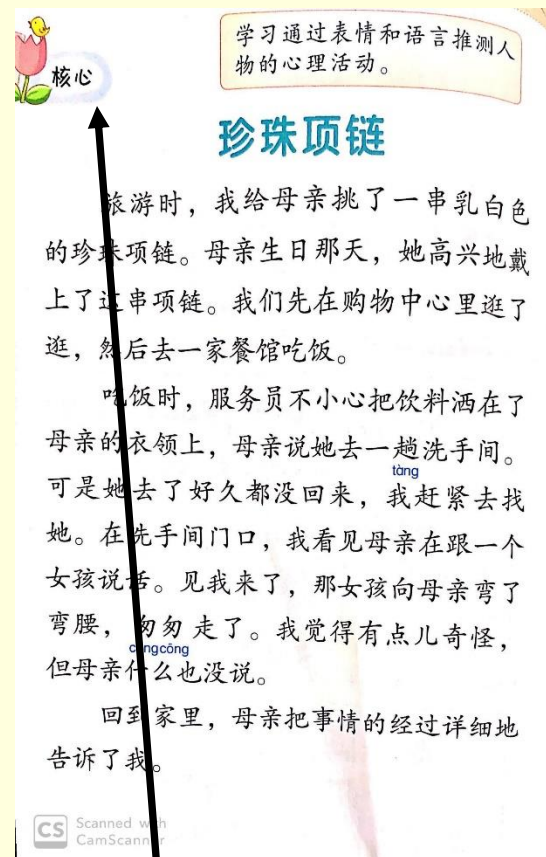 核心
学习通过表情和语言推测人
物的心理活动。
珍珠项链
旅游时，我给母亲挑了一串乳白色
的珍珠项链。母亲生日那天，她高兴地戴
上了这串项链。我们先在购物中心里逛了
逛，然后去一家餐馆吃饭。
吃饭时，服务员不小心把饮料洒在了
母亲的衣领上，母亲说她去一趟洗手间。
tàng
可是她去了好久都没回来，我赶紧去找
她。在洗手间门口，我看见母亲在跟一个
女孩说话。见我来了，那女孩向母亲弯了
弯腰，匆匆走了。我觉得有点儿奇怪，
cōngcōng
但母亲什么也没说。
回到家里，母亲把事情的经过详细地
告诉了我。
CS Scanned with
CamScanner